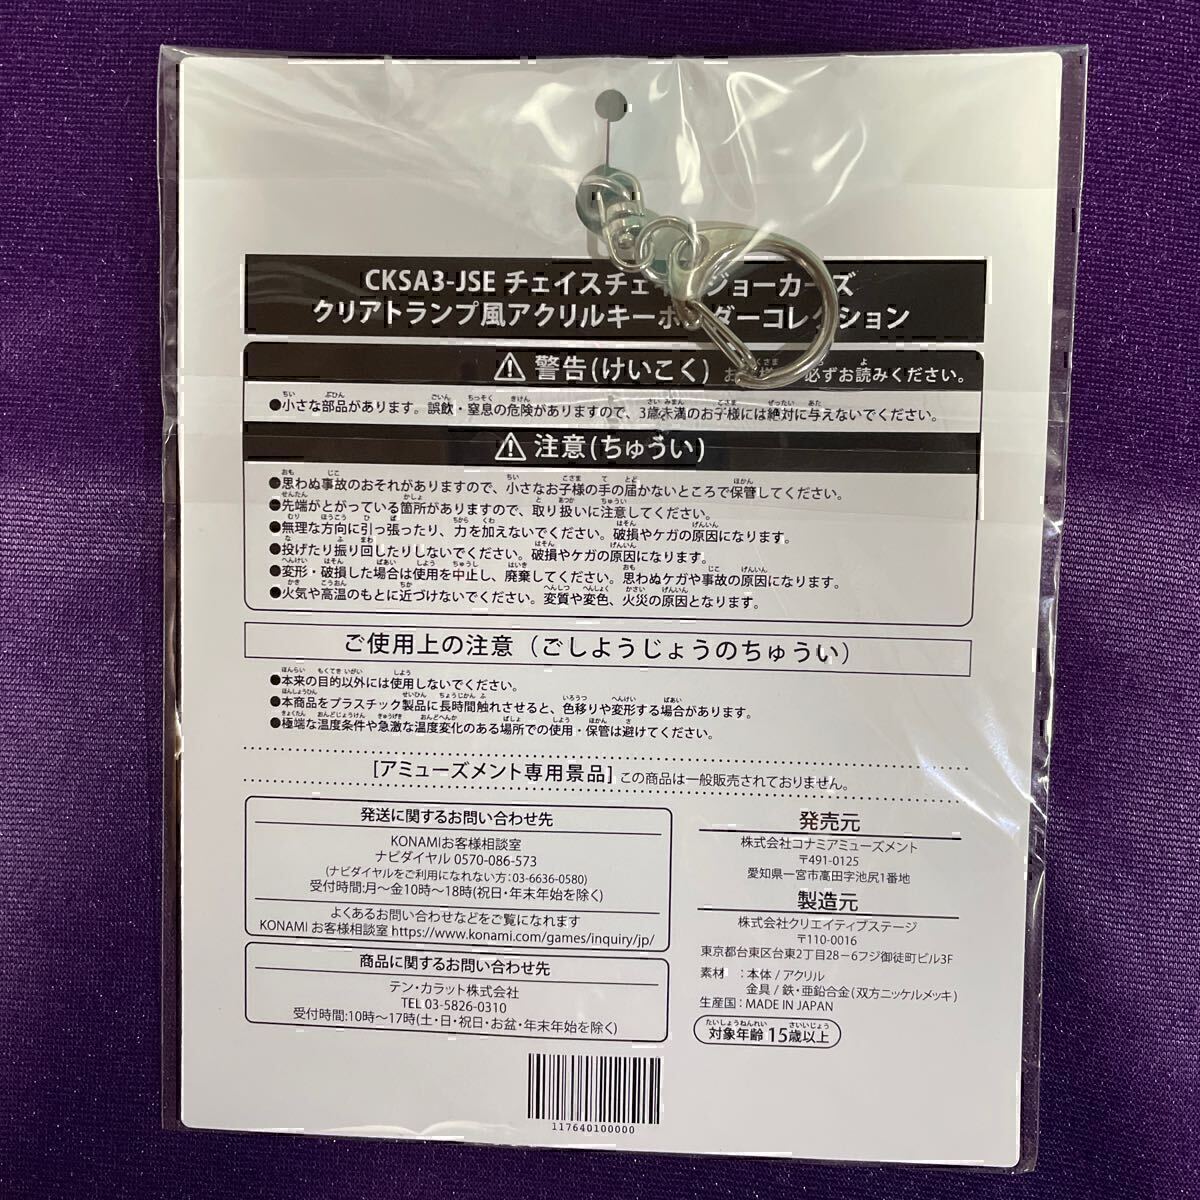 CKSA3-JSE チェイスチェイ ジョーカーズ
クリアトランプ風アクリルキーホルダーコレクション
警告(けいこく) お 必ずお読みください。
●小さな部品があります。誤飲・窒息の危険がありますので、3歳未満のお子様には絶対に与えないでください。
注意(ちゅうい)
●思わぬ事故のおそれがありますので、小さなお子様の手の届かないところで保管してください。
●先端がとがっている箇所がありますので、取り扱いに注意してください。
●無理な方向に引っ張ったり、力を加えないでください。破損やケガの原因になります。
●投げたり振り回したりしないでください。破損やケガの原因になります。
●変形・破損した場合は使用を中止し、廃棄してください。思わぬケガや事故の原因になります。
●火気や高温のもとに近づけないでください。変質や変色、火災の原因となります。
ご使用上の注意(ごしようじょうのちゅうい)
●本来の目的以外には使用しないでください。
●本商品をプラスチック製品に長時間触れさせると、色移りや変形する場合があります。
●極端な温度条件や急激な温度変化のある場所での使用・保管は避けてください。
[アミューズメント専用景品] この商品は一般販売されておりません。
発送に関するお問い合わせ先
KONAMIお客様相談室
ナビダイヤル 0570-086-573
(ナビダイヤルをご利用になれない方:03-6636-0580)
受付時間:月〜金10時〜18時(祝日・年末年始を除く)
よくあるお問い合わせなどをご覧になれます
KONAMI お客様相談室 https://www.konami.com/games/inquiry/jp/
商品に関するお問い合わせ先
テン・カラット株式会社
TEL 03-5826-0310
受付時間:10時〜17時(土・日・祝日・お盆・年末年始を除く)
発売元
株式会社コナミアミューズメント
〒491-0125
愛知県一宮市高田字池尻1番地
製造元
株式会社クリエイティブステージ
〒110-0016
東京都台東区台東2丁目28-6フジ御徒町ビル3F
素材 :本体/アクリル
金具/鉄・亜鉛合金(双方ニッケルメッキ)
生産国:MADE IN JAPAN
対象年齢 15歳以上
117640100000